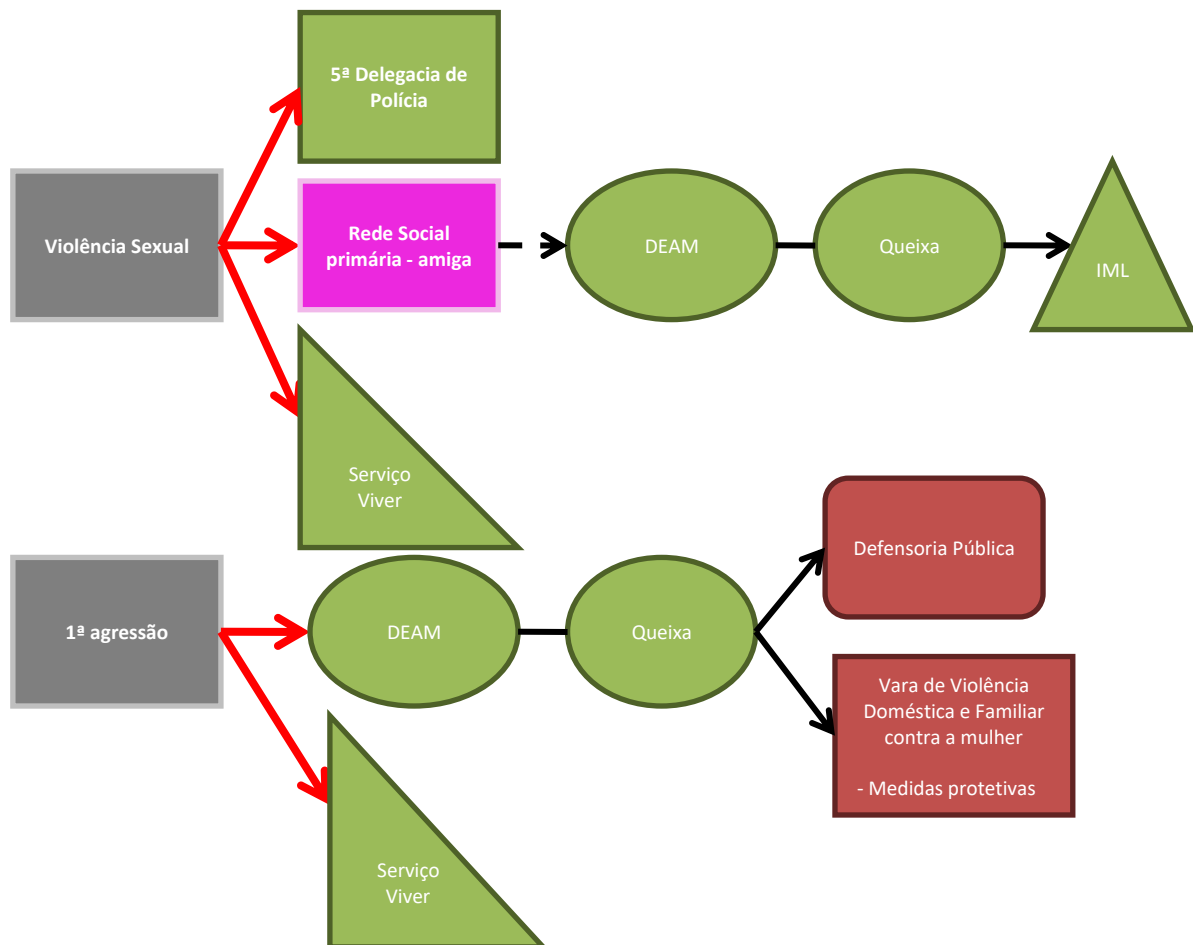 5ª Delegacia de
Polícia
Violência Sexual
Rede Social
primária - amiga
DEAM
Queixa
IML
Serviço
Viver
1ª agressão
DEAM
Queixa
Defensoria Pública
Vara de Violência
Doméstica e Familiar
contra a mulher
- Medidas protetivas
Serviço
Viver